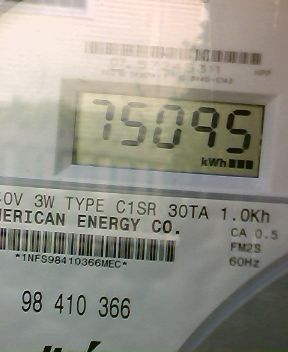 75095
kWh
0V 3W TYPE C1SR 30TA 1.0Kh
MERICAN ENERGY CO.
CA 0.5
FM2S
60Hz
*1NFS98410366MEC*
98 410 366